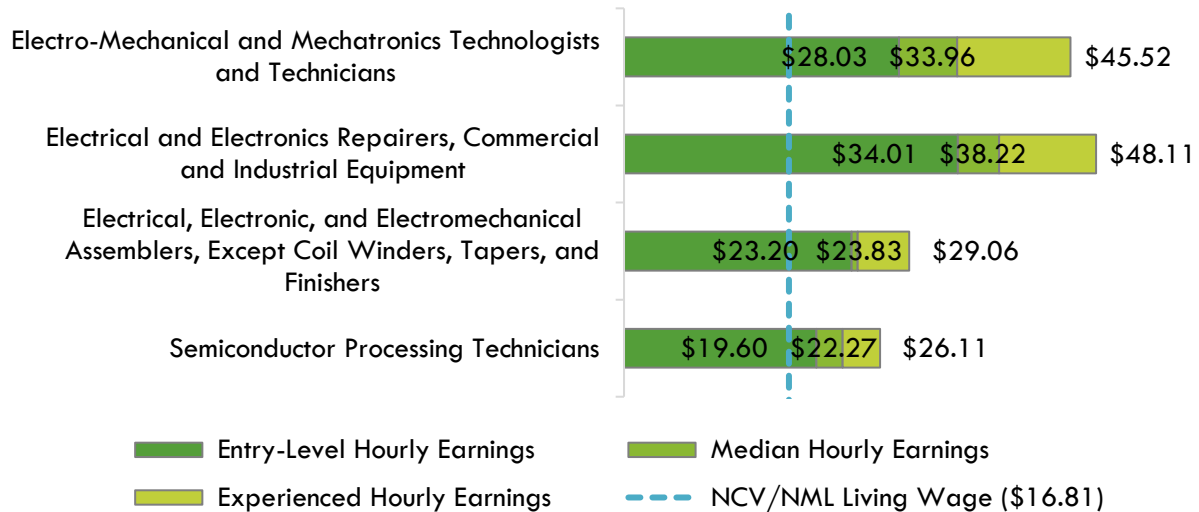 Electro-Mechanical and Mechatronics Technologists
and Technicians
$28.03 $33.96 $45.52
Electrical and Electronics Repairers, Commercial
and Industrial Equipment
$34.01 $38.22 $48.11
Electrical, Electronic, and Electromechanical
Assemblers, Except Coil Winders, Tapers, and
Finishers
$23.20 $23.83 $29.06
Semiconductor Processing Technicians
$19.60 $22.27 $26.11
Entry-Level Hourly Earnings
Median Hourly Earnings
Experienced Hourly Earnings
NCV/NML Living Wage ($16.81)